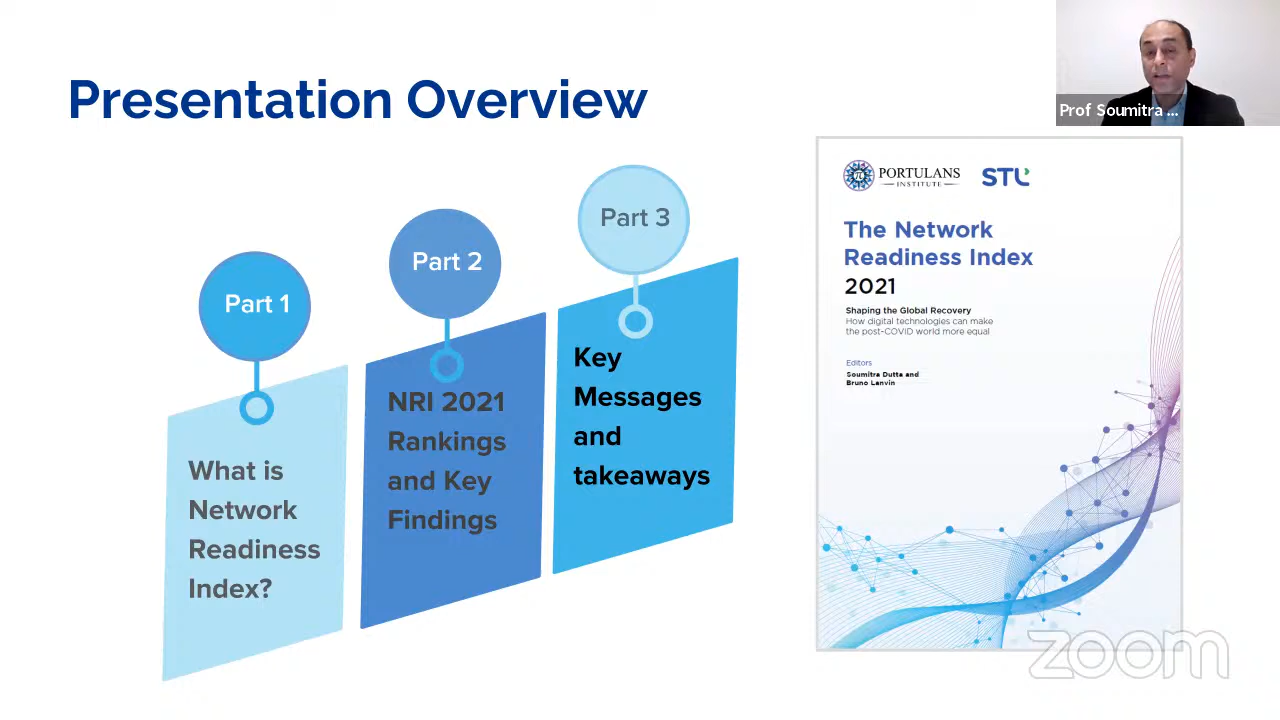 Presentation Overview
Prof Soumitra ...
Part 1
What is
Network
Readiness
Index?
Part 2
NRI 2021
Rankings
and Key
Findings
Part 3
Key
Messages
and
takeaways
PORTULANS
INSTITUTE
STL
The Network
Readiness Index
2021
Shaping the Global Recovery
How digital technologies can make
the post-COVID world more equal
Editors
Soumitra Dutta and
Bruno Lanvin
zoom